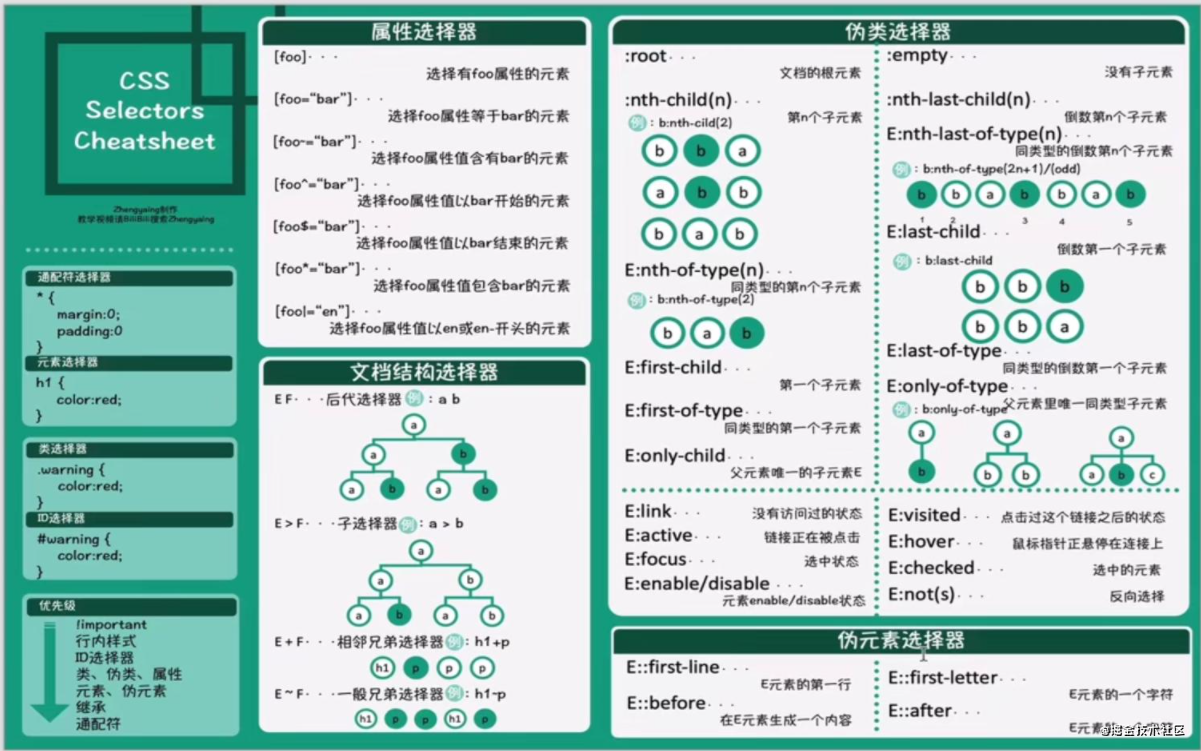 CSS
Selectors
Cheatsheet
Zhengyaing制作
教学视频请BiliBili搜索Zhengyaing
通配符选择器
* {
margin:0;
padding:0
}
元素选择器
h1 {
color:red;
}
类选择器
.warning {
color:red;
}
ID选择器
#warning {
color:red;
}
优先级
!important
行内样式
ID选择器
类、伪类、属性
元素、伪元素
继承
通配符
属性选择器
[foo]· · ·
选择有foo属性的元素
[foo="bar"]· · ·
选择foo属性等于bar的元素
[foo~="bar"]· · ·
选择foo属性值含有bar的元素
[foo^="bar"]· · ·
选择foo属性值以bar开始的元素
[foo$="bar"]· · ·
选择foo属性值以bar结束的元素
[foo*="bar"]· · ·
选择foo属性值包含bar的元素
[foo|="en"]· · ·
选择foo属性值以en或en-开头的元素
文档结构选择器
E F· · ·后代选择器 例：a b
a
a b
a b a b
E > F· · ·子选择器 例：a > b
a
a b
a b a b
E + F· · ·相邻兄弟选择器 例：h1+p
h1 p p p
E ~ F· · ·一般兄弟选择器 例：h1~p
h1 p p h1 p
伪类选择器
:root · · ·
文档的根元素
:nth-child(n)· · ·
第n个子元素
例：b:nth-cild(2)
b b a
a b b
b a b
E:nth-of-type(n)· · ·
同类型的第n个子元素
例：b:nth-of-type(2)
b a b
E:first-child· · ·
第一个子元素
E:first-of-type· · ·
同类型的第一个子元素
E:only-child· · ·
父元素唯一的子元素E
:empty· · ·
没有子元素
:nth-last-child(n)· · ·
倒数第n个子元素
E:nth-last-of-type(n)· · ·
同类型的倒数第n个子元素
例：b:nth-of-type(2n+1)/(odd)
b b a b b a b
1 2 3 4 5
E:last-child· · ·
倒数第一个子元素
例：b:last-child
b b b
b b a
E:last-of-type· · ·
同类型的倒数第一个子元素
E:only-of-type· · ·
父元素里唯一同类型子元素
例：b:only-of-type
a a a
b b b a b c
E:link· · · 没有访问过的状态
E:active· · · 链接正在被点击
E:focus· · · 选中状态
E:enable/disable · · ·
元素enable/disable状态
E:visited· · · 点击过这个链接之后的状态
E:hover· · · 鼠标指针正悬停在连接上
E:checked· · · 选中的元素
E:not(s)· · · 反向选择
伪元素选择器
E::first-line· · ·
E元素的第一行
E::before· · ·
在E元素生成一个内容
E::first-letter· · ·
E元素的一个字符
E::after· · ·
E元素
@掘金技术社区